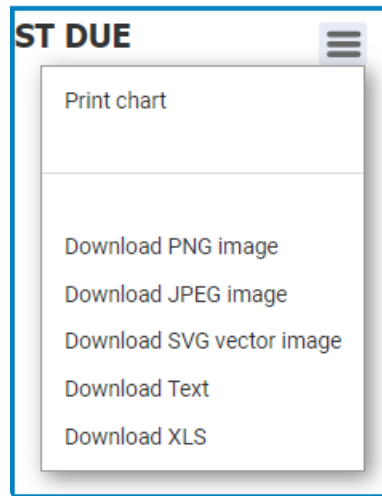 ST DUE
Print chart
Download PNG image
Download JPEG image
Download SVG vector image
Download Text
Download XLS